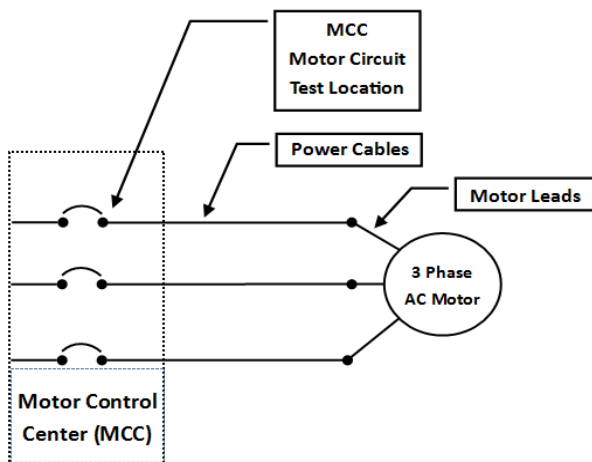 MCC
Motor Circuit
Test Location
Power Cables
Motor Leads
3 Phase
AC Motor
Motor Control
Center (MCC)